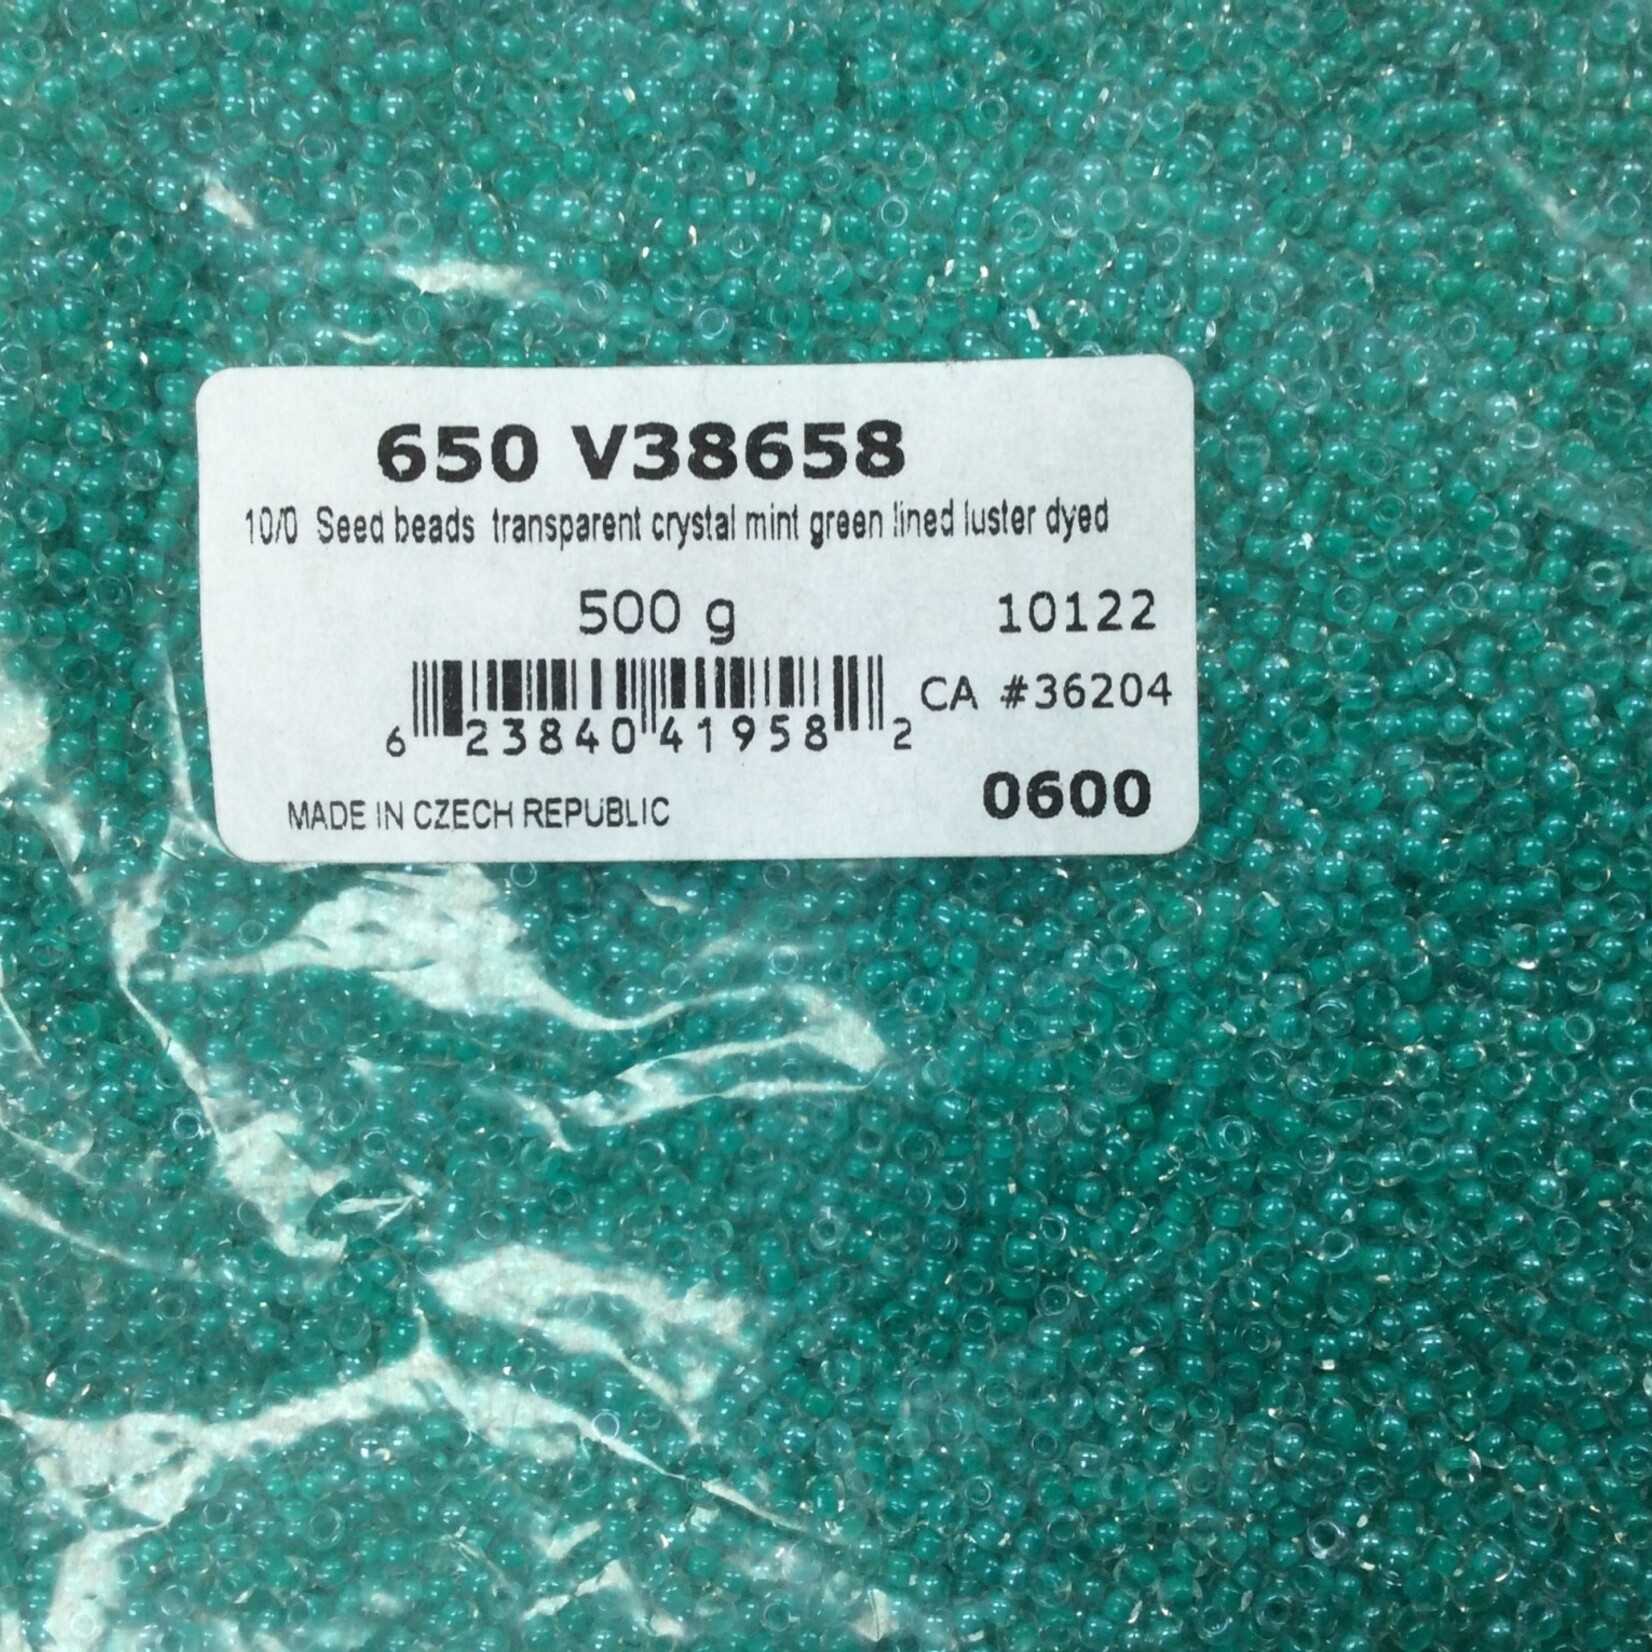 650 V38658
10/0 Seed beads transparent crystal mint green lined luster dyed
500 g 10122
CA #36204
6 23840 41958 2
0600
MADE IN CZECH REPUBLIC